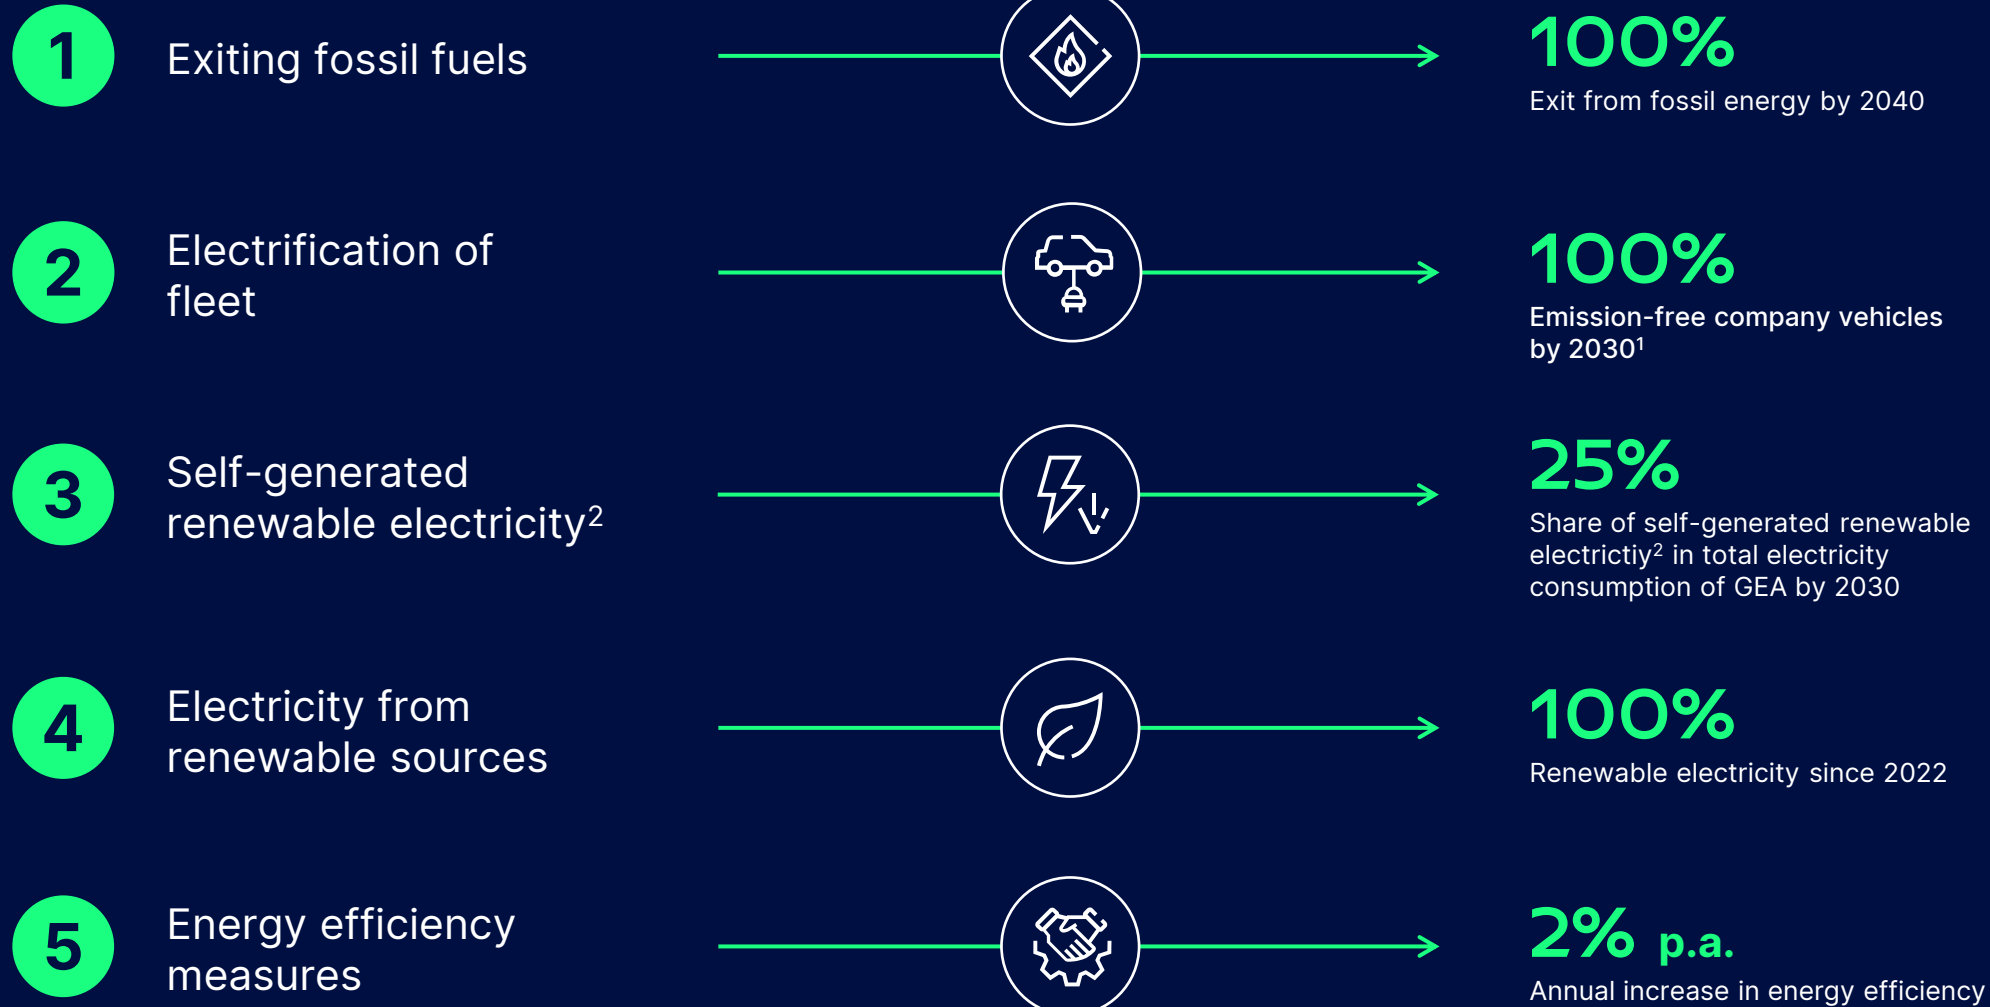 1
Exiting fossil fuels
100%
Exit from fossil energy by 2040
2
Electrification of
fleet
100%
Emission-free company vehicles
by 2030¹
3
Self-generated
renewable electricity²
25%
Share of self-generated renewable
electrictiy² in total electricity
consumption of GEA by 2030
4
Electricity from
renewable sources
100%
Renewable electricity since 2022
5
Energy efficiency
measures
2% p.a.
Annual increase in energy efficiency